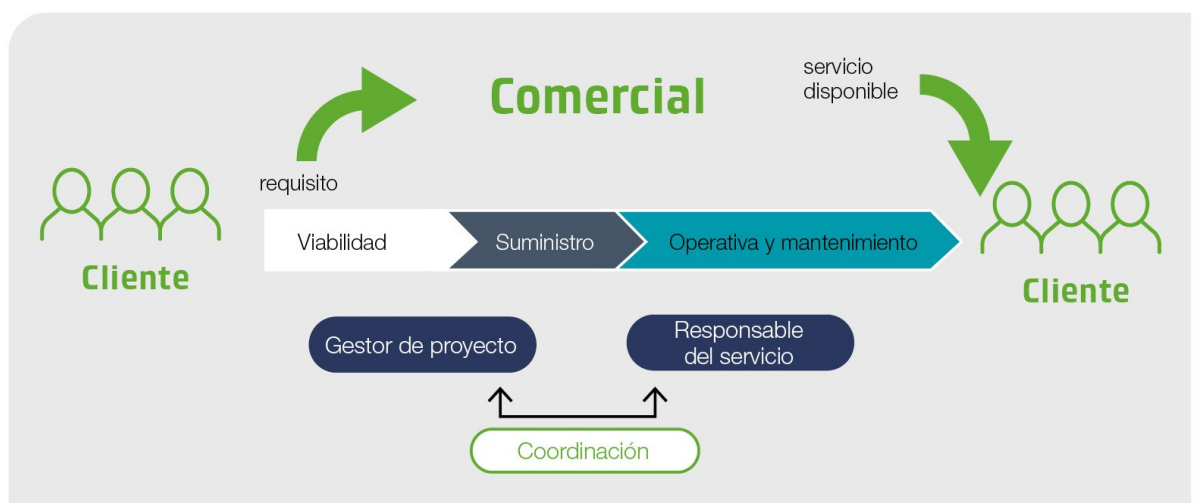 Comercial
servicio
disponible
requisito
Cliente
Viabilidad
Suministro
Operativa y mantenimiento
Cliente
Gestor de proyecto
Responsable
del servicio
Coordinación